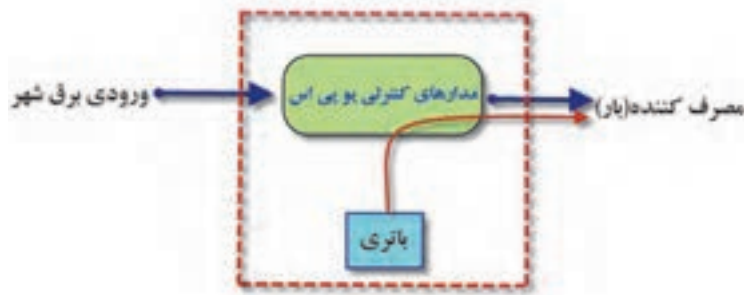 مدارهای کنترلی یو پی اس
ورودی برق شهر
مصرف کننده(بار)
باتری